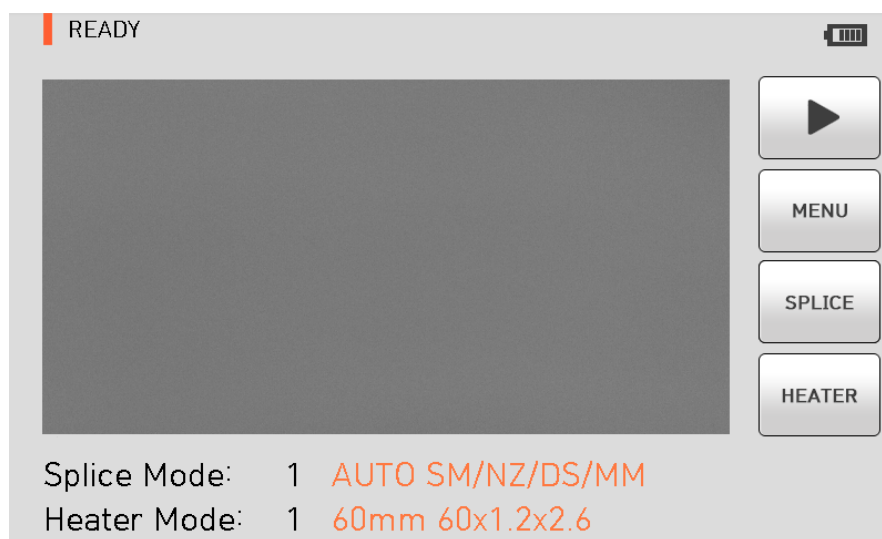 READY
MENU
SPLICE
HEATER
Splice Mode: 1 AUTO SM/NZ/DS/MM
Heater Mode: 1 60mm 60x1.2x2.6